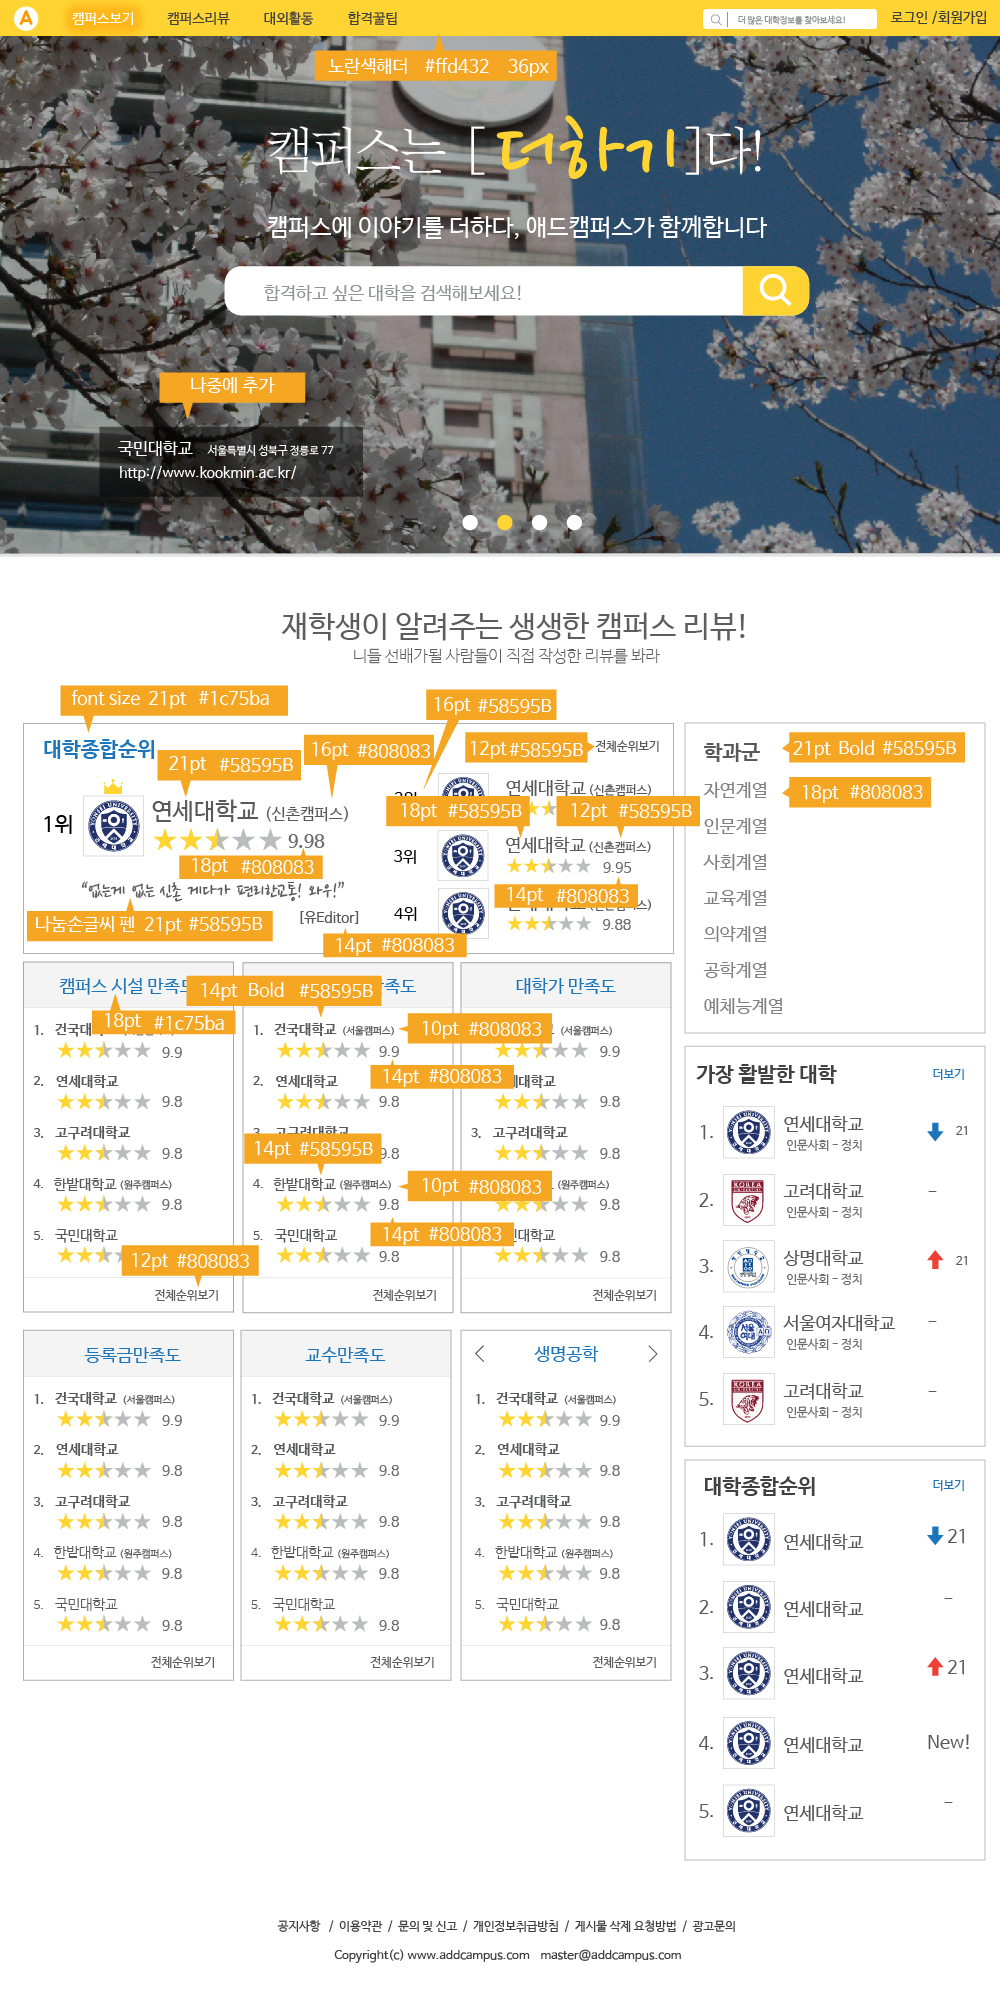 A 캠퍼스보기 캠퍼스리뷰 대외활동 합격꿀팁 더 많은 대학정보를 찾아보세요! 로그인 /회원가입
노란색헤더 #ffd432 36px
캠퍼스는 [더하기]다!
캠퍼스에 이야기를 더하다, 애드캠퍼스가 함께합니다
합격하고 싶은 대학을 검색해보세요!
나중에 추가
국민대학교 서울특별시 성북구 정릉로 77
http://www.kookmin.ac.kr/
재학생이 알려주는 생생한 캠퍼스 리뷰!
니들 선배가될 사람들이 직접 작성한 리뷰를 봐라
font size 21pt #1c75ba
대학종합순위
21pt #58595B
16pt #808083
1위
연세대학교 (신촌캠퍼스)
9.98
18pt #808083
“없는게 없는 신촌 게다가 편리한교통! 와우!”
나눔손글씨 펜 21pt #58595B
[유Editor]
14pt #808083
16pt #58595B
12pt #58595B
전체순위보기
연세대학교 (신촌캠퍼스)
18pt #58595B
12pt #58595B
3위
연세대학교 (신촌캠퍼스)
9.95
14pt #808083
4위
9.88
학과군
21pt Bold #58595B
자연계열
18pt #808083
인문계열
사회계열
교육계열
의약계열
공학계열
예체능계열
캠퍼스 시설 만족도
18pt #1c75ba
1. 건국대학교
9.9
2. 연세대학교
9.8
3. 고구려대학교
9.8
4. 한밭대학교 (원주캠퍼스)
9.8
5. 국민대학교
12pt #808083
전체순위보기
14pt Bold #58595B
족도
1. 건국대학교 (서울캠퍼스)
10pt #808083
9.9
14pt #808083
2. 연세대학교
9.8
3. 고구려대학교
14pt #58595B
9.8
4. 한밭대학교 (원주캠퍼스)
10pt #808083
9.8
14pt #808083
5. 국민대학교
9.8
전체순위보기
대학가 만족도
(서울캠퍼스)
9.9
대학교
9.8
3. 고구려대학교
9.8
(원주캠퍼스)
9.8
대학교
9.8
전체순위보기
가장 활발한 대학 더보기
1. 연세대학교 21
인문사회 - 정치
2. 고려대학교 -
인문사회 - 정치
3. 상명대학교 21
인문사회 - 정치
4. 서울여자대학교 -
인문사회 - 정치
5. 고려대학교 -
인문사회 - 정치
등록금만족도
1. 건국대학교 (서울캠퍼스)
9.9
2. 연세대학교
9.8
3. 고구려대학교
9.8
4. 한밭대학교 (원주캠퍼스)
9.8
5. 국민대학교
9.8
전체순위보기
교수만족도
1. 건국대학교 (서울캠퍼스)
9.9
2. 연세대학교
9.8
3. 고구려대학교
9.8
4. 한밭대학교 (원주캠퍼스)
9.8
5. 국민대학교
9.8
전체순위보기
생명공학
1. 건국대학교 (서울캠퍼스)
9.9
2. 연세대학교
9.8
3. 고구려대학교
9.8
4. 한밭대학교 (원주캠퍼스)
9.8
5. 국민대학교
9.8
전체순위보기
대학종합순위 더보기
1. 연세대학교 21
2. 연세대학교 -
3. 연세대학교 21
4. 연세대학교 New!
5. 연세대학교 -
공지사항 / 이용약관 / 문의 및 신고 / 개인정보취급방침 / 게시물 삭제 요청방법 / 광고문의
Copyright(c) www.addcampus.com master@addcampus.com